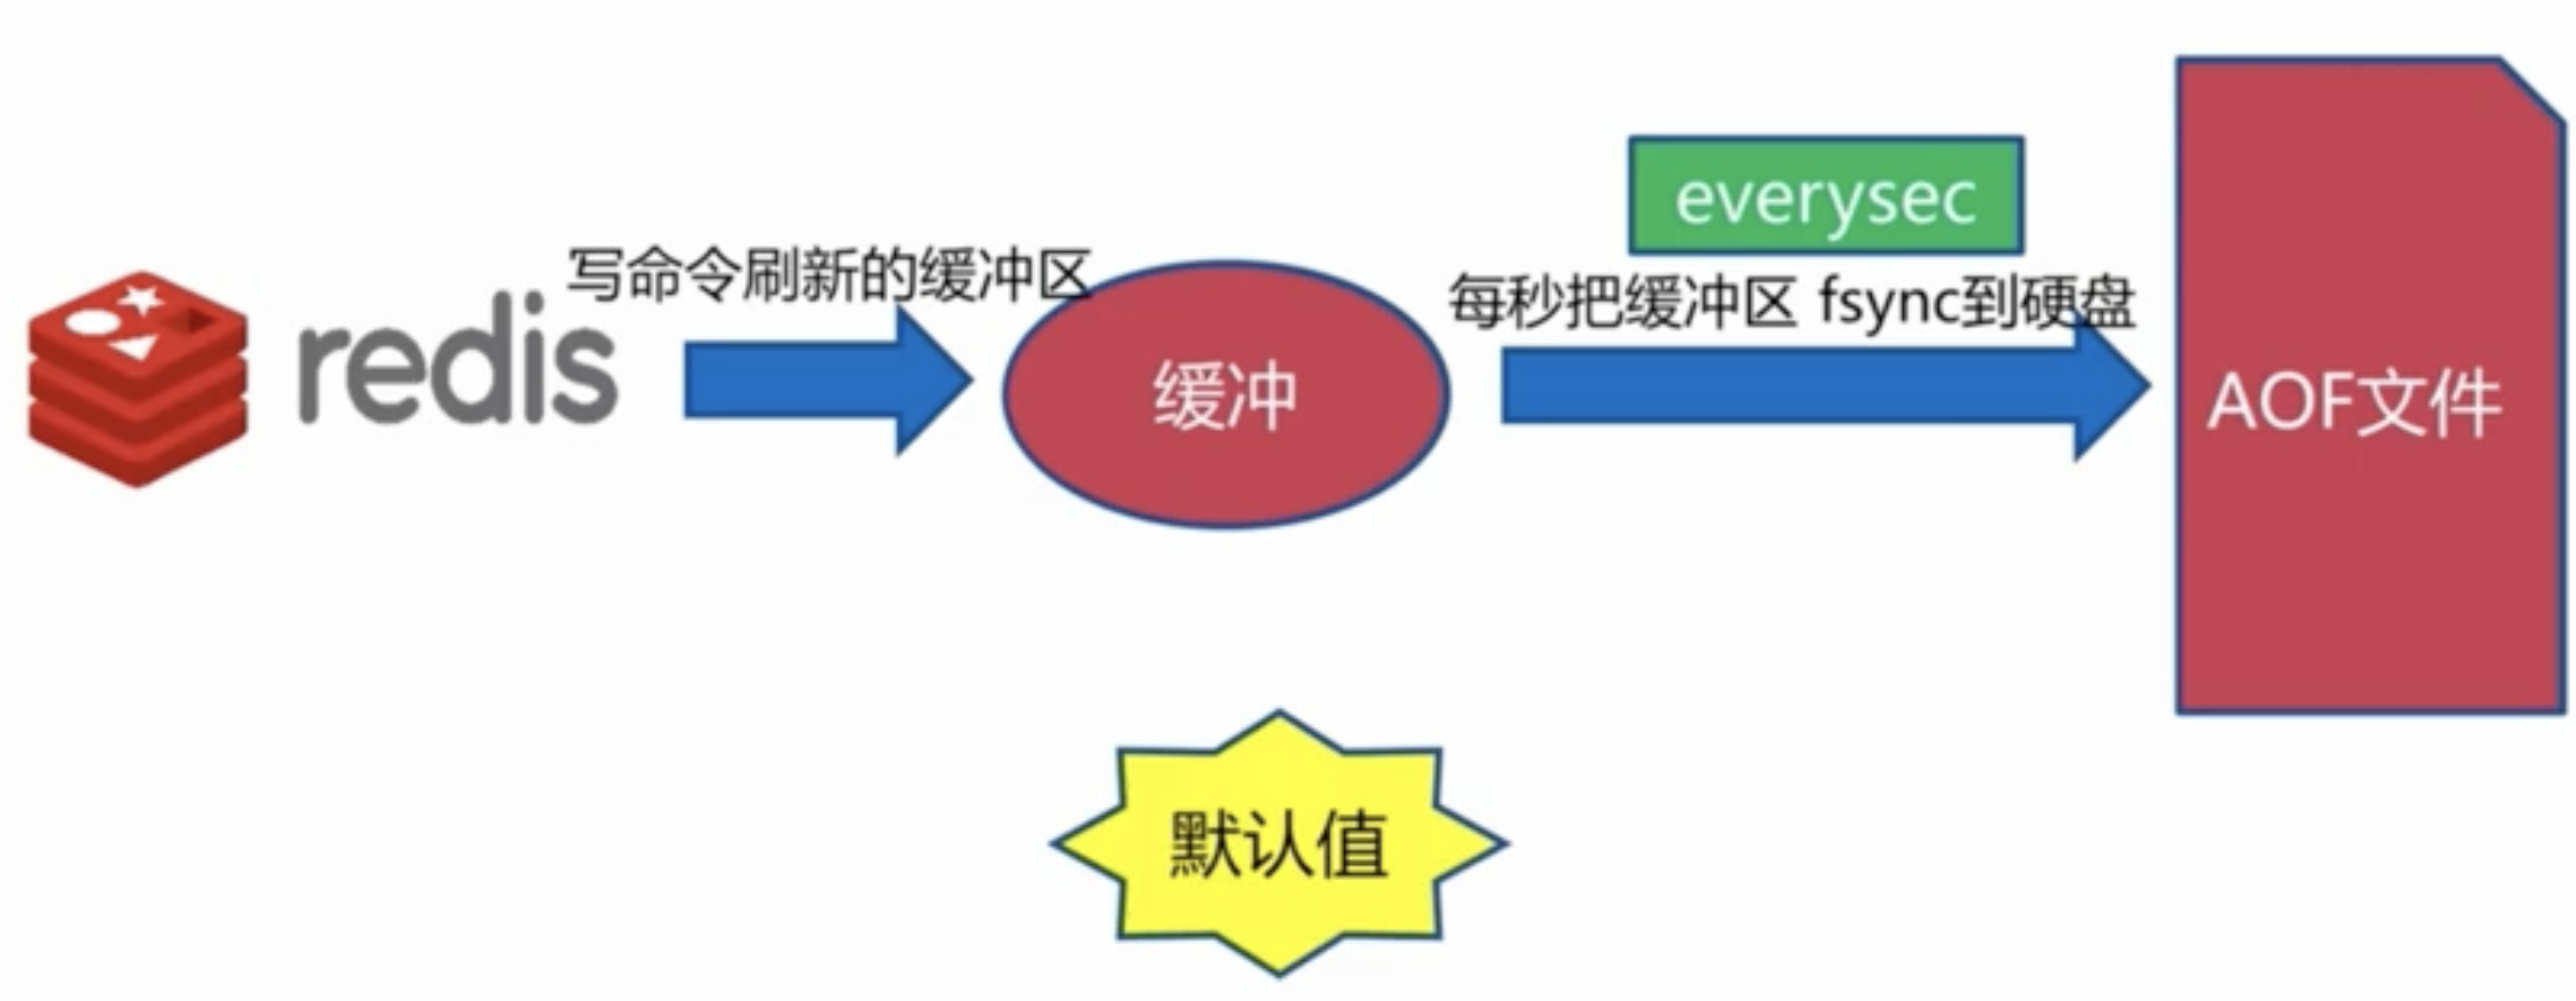 redis
写命令刷新的缓冲区
缓冲
everysec
每秒把缓冲区 fsync到硬盘
AOF文件
默认值